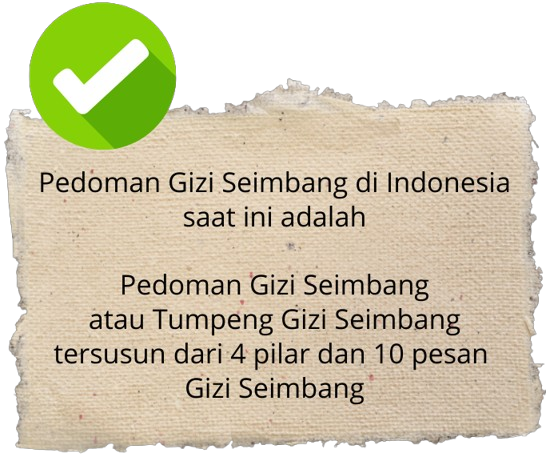 Pedoman Gizi Seimbang di Indonesia
saat ini adalah
Pedoman Gizi Seimbang
atau Tumpeng Gizi Seimbang
tersusun dari 4 pilar dan 10 pesan
Gizi Seimbang